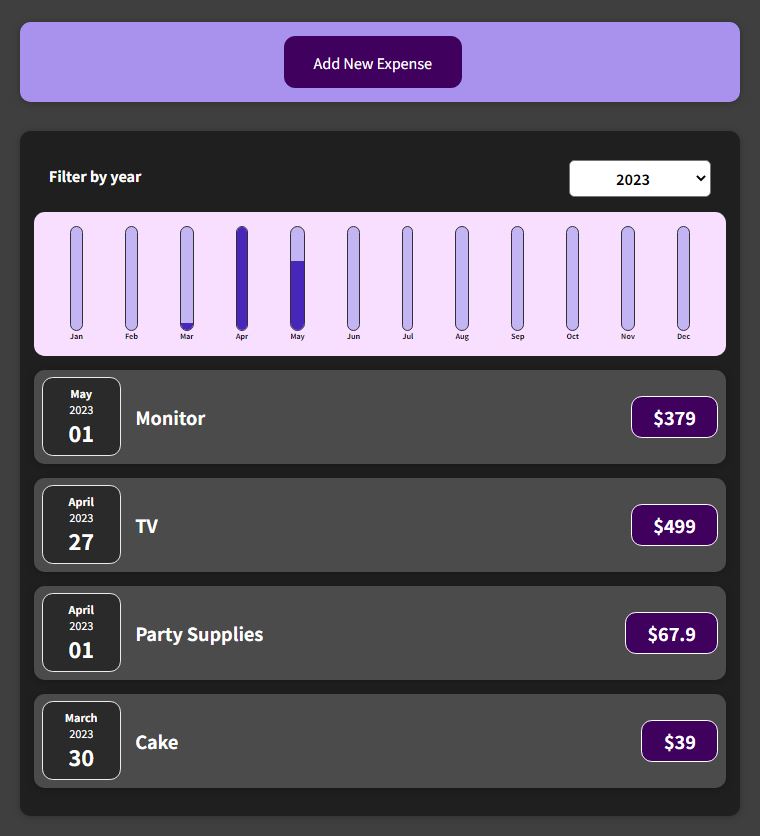 Add New Expense
Filter by year
2023
Jan Feb Mar Apr May Jun Jul Aug Sep Oct Nov Dec
May
2023
01
Monitor
$379
April
2023
27
TV
$499
April
2023
01
Party Supplies
$67.9
March
2023
30
Cake
$39